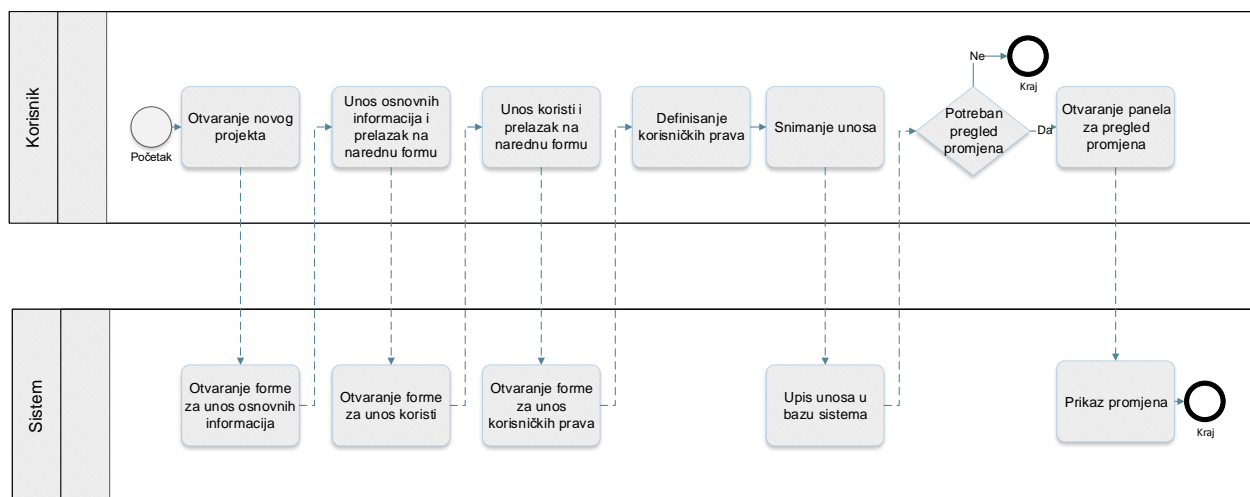 Korisnik
Početak
Otvaranje novog
projekta
Unos osnovnih
informacija i
prelazak na
narednu formu
Unos koristi i
prelazak na
narednu formu
Definisanje
korisničkih prava
Snimanje unosa
Potreban
pregled
promjena
Ne
Kraj
Da
Otvaranje panela
za pregled
promjena
Sistem
Otvaranje forme
za unos osnovnih
informacija
Otvaranje forme
za unos koristi
Otvaranje forme
za unos
korisničkih prava
Upis unosa u
bazu sistema
Prikaz promjena
Kraj